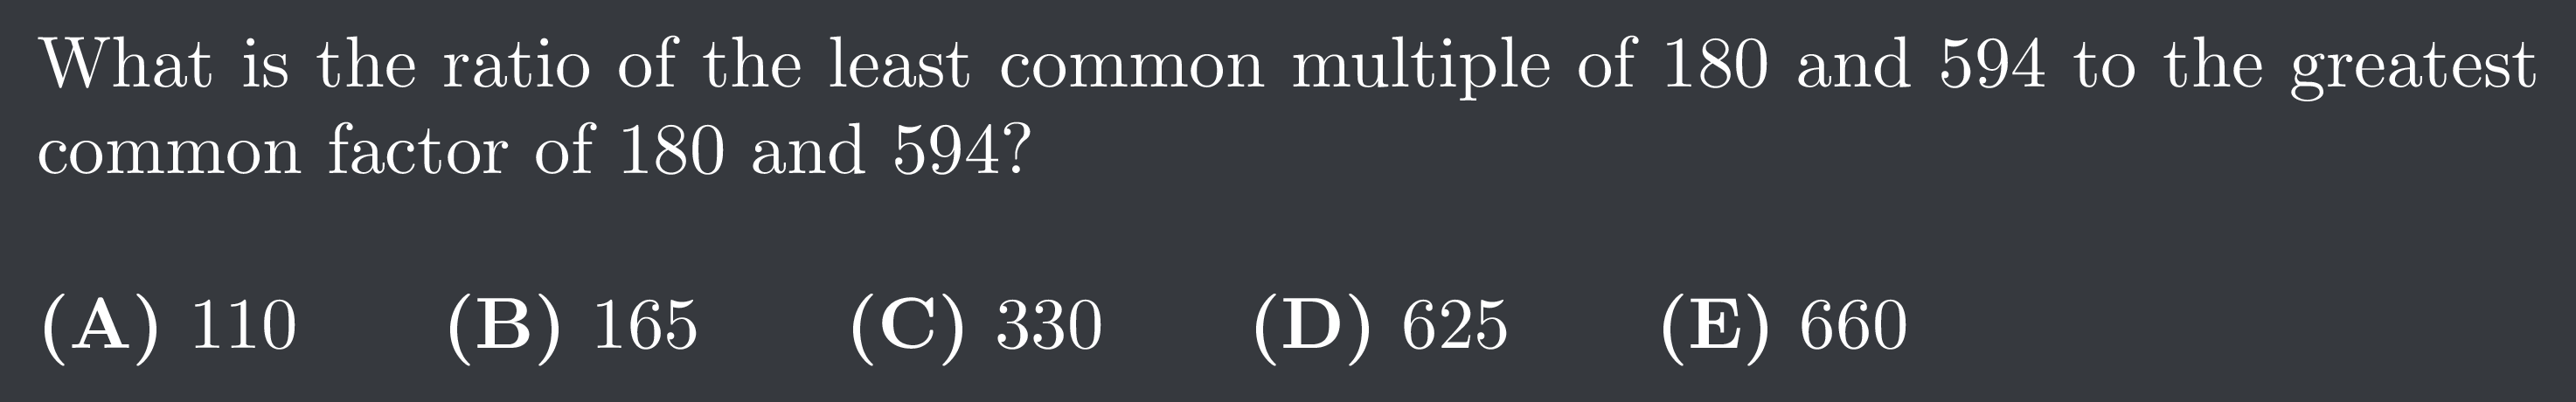 What is the ratio of the least common multiple of 180 and 594 to the greatest
common factor of 180 and 594?
(A) 110 (B) 165 (C) 330 (D) 625 (E) 660